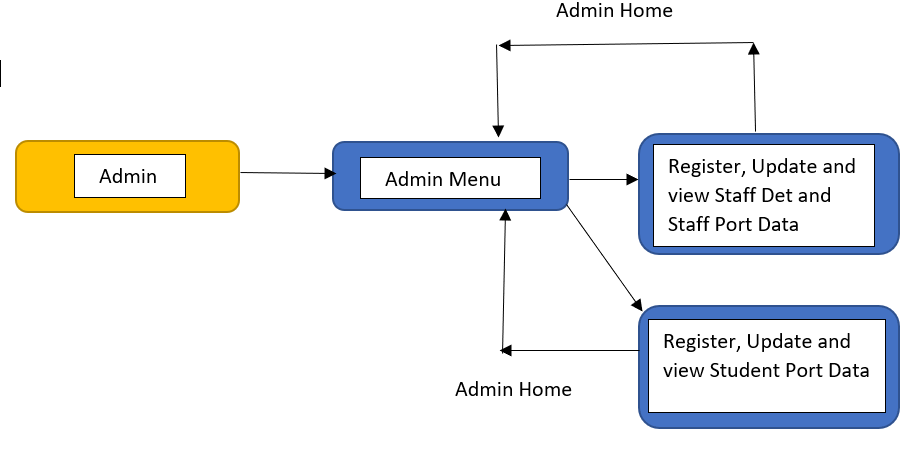 Admin Home
Admin
Admin Menu
Register, Update and
view Staff Det and
Staff Port Data
Register, Update and
view Student Port Data
Admin Home